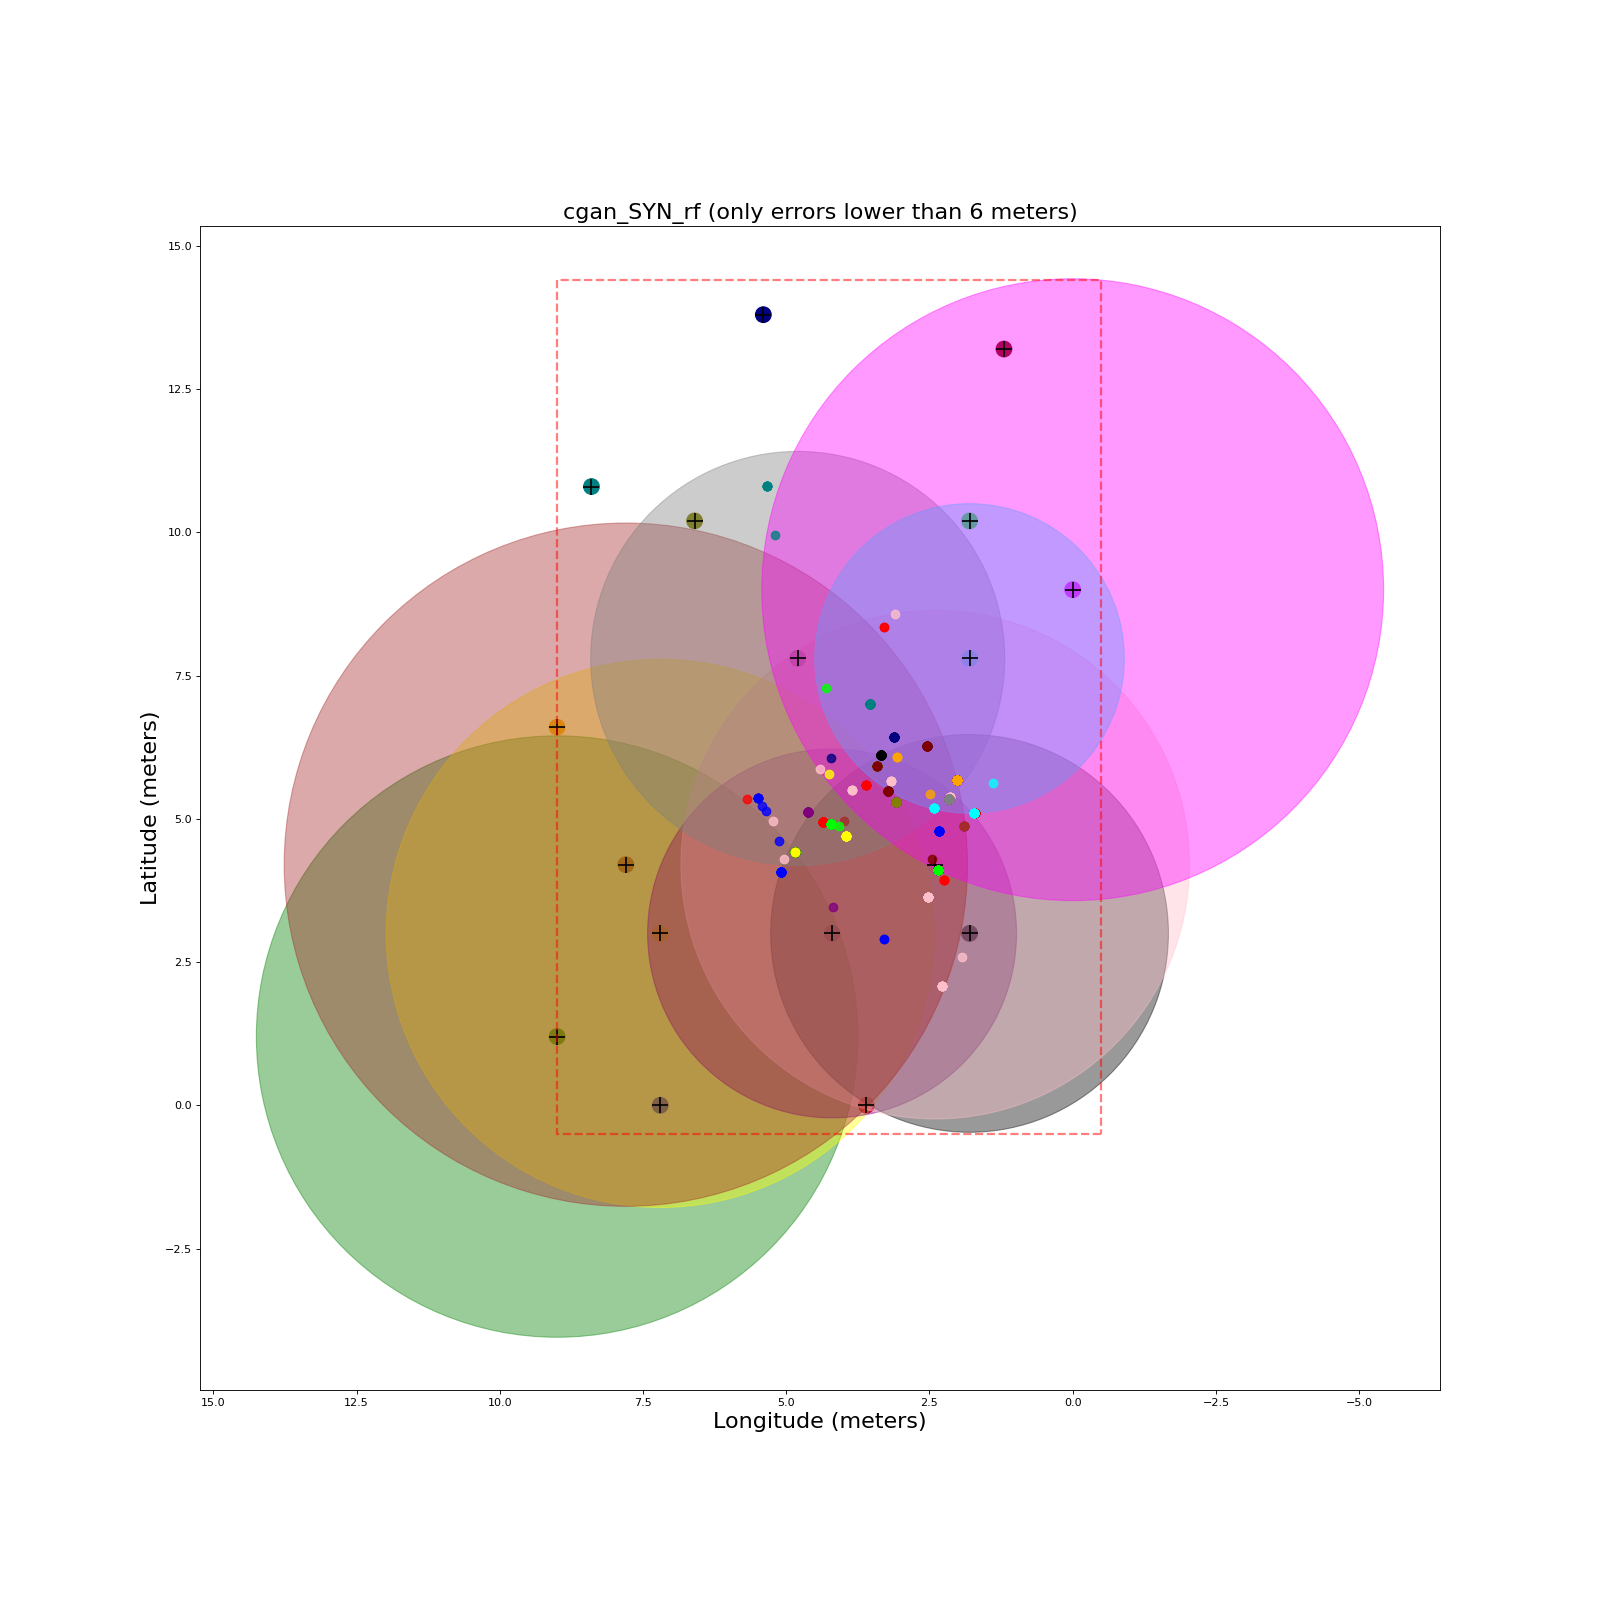 cgan_SYN_rf (only errors lower than 6 meters)
15.0
12.5
10.0
7.5
5.0
2.5
0.0
−2.5
Latitude (meters)
15.0 12.5 10.0 7.5 5.0 2.5 0.0 −2.5 −5.0
Longitude (meters)